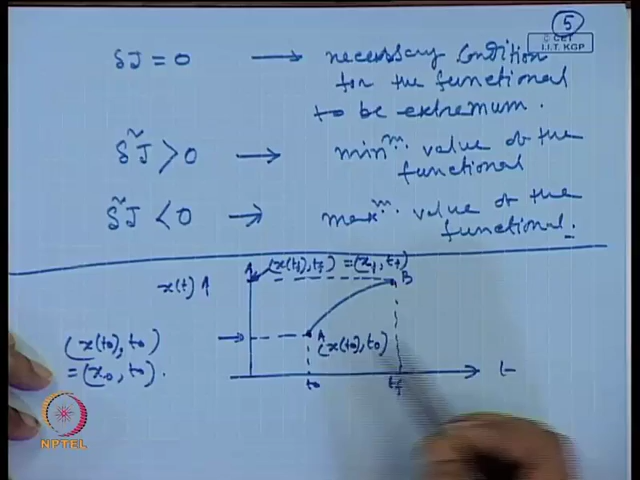 5
© CET
I.I.T. KGP
δJ = 0 → necessary condition
for the functional
to be extremum.
δ̃J > 0 → minᵐ. value of the
functional
δ̃J < 0 → maxᵐ. value of the
functional.
x(t) ↑
(x(tf), tf) = (xf, tf)
B
A
(x(t0), t0)
(x(t0), t0)
= (x0, t0).
t0
tf
t
NPTEL